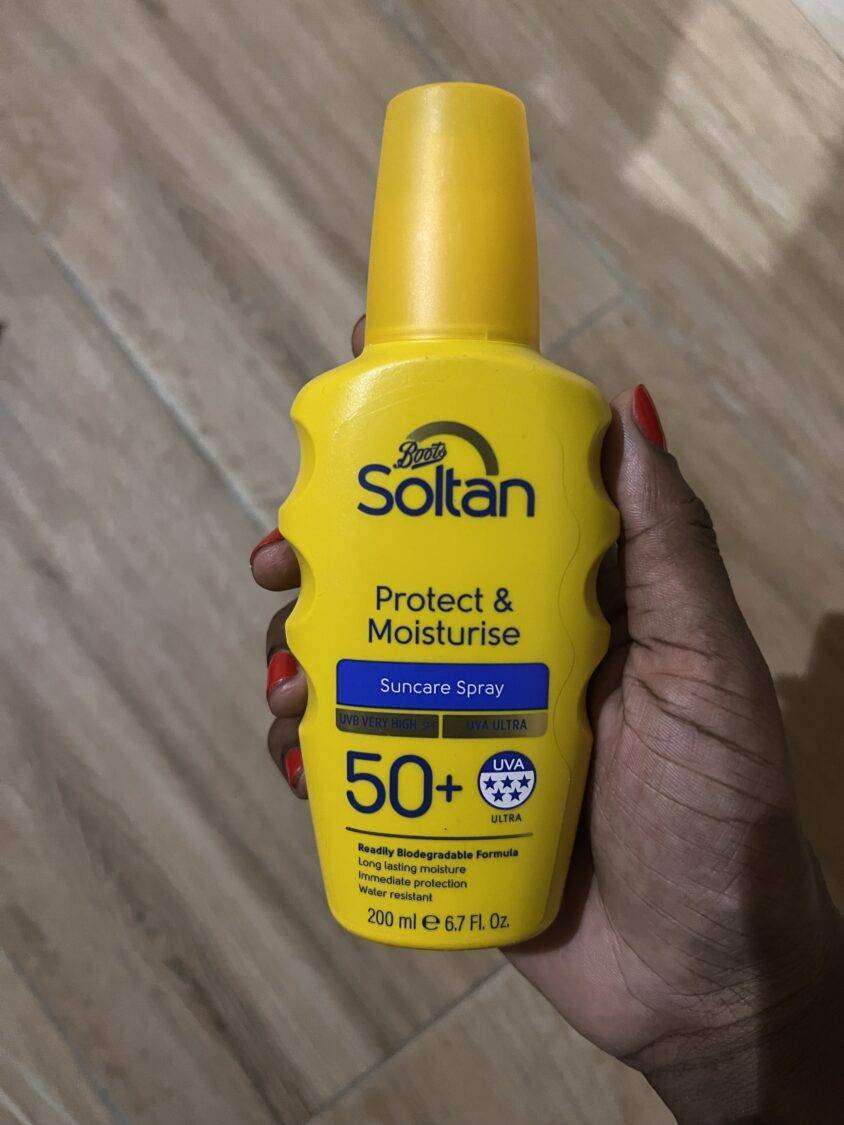 Boots
Soltan
Protect &
Moisturise
Suncare Spray
UVB VERY HIGH SPF
UVA ULTRA
50+
UVA
ULTRA
Readily Biodegradable Formula
Long lasting moisture
Immediate protection
Water resistant
200 ml ℮ 6.7 Fl. Oz.